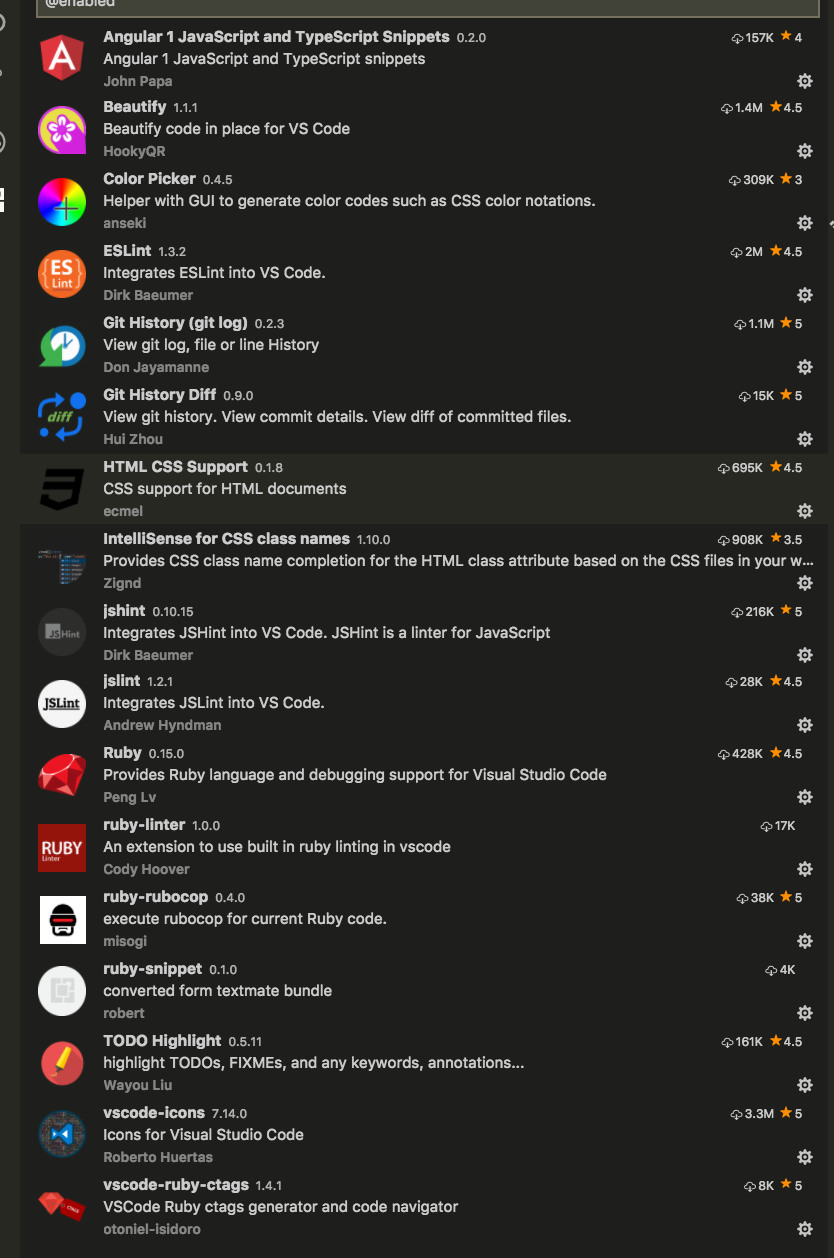 @enabled
Angular 1 JavaScript and TypeScript Snippets 0.2.0 157K 4
Angular 1 JavaScript and TypeScript snippets
John Papa
Beautify 1.1.1 1.4M 4.5
Beautify code in place for VS Code
HookyQR
Color Picker 0.4.5 309K 3
Helper with GUI to generate color codes such as CSS color notations.
anseki
ESLint 1.3.2 2M 4.5
Integrates ESLint into VS Code.
Dirk Baeumer
ES
Lint
Git History (git log) 0.2.3 1.1M 5
View git log, file or line History
Don Jayamanne
Git History Diff 0.9.0 15K 5
View git history. View commit details. View diff of committed files.
Hui Zhou
diff
HTML CSS Support 0.1.8 695K 4.5
CSS support for HTML documents
ecmel
IntelliSense for CSS class names 1.10.0 908K 3.5
Provides CSS class name completion for the HTML class attribute based on the CSS files in your w...
Zignd
jshint 0.10.15 216K 5
Integrates JSHint into VS Code. JSHint is a linter for JavaScript
Dirk Baeumer
JSHint
jslint 1.2.1 28K 4.5
Integrates JSLint into VS Code.
Andrew Hyndman
JSLint
Ruby 0.15.0 428K 4.5
Provides Ruby language and debugging support for Visual Studio Code
Peng Lv
ruby-linter 1.0.0 17K
An extension to use built in ruby linting in vscode
Cody Hoover
RUBY
Linter
ruby-rubocop 0.4.0 38K 5
execute rubocop for current Ruby code.
misogi
ruby-snippet 0.1.0 4K
converted form textmate bundle
robert
TODO Highlight 0.5.11 161K 4.5
highlight TODOs, FIXMEs, and any keywords, annotations...
Wayou Liu
vscode-icons 7.14.0 3.3M 5
Icons for Visual Studio Code
Roberto Huertas
vscode-ruby-ctags 1.4.1 8K 5
VSCode Ruby ctags generator and code navigator
otoniel-isidoro
CTAGS